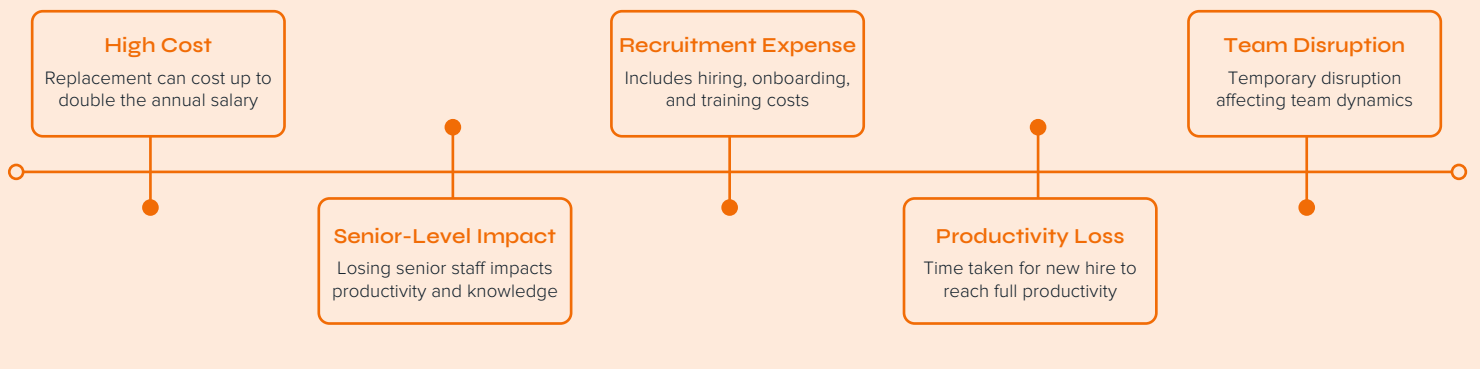 High Cost
Replacement can cost up to
double the annual salary
Senior-Level Impact
Losing senior staff impacts
productivity and knowledge
Recruitment Expense
Includes hiring, onboarding,
and training costs
Productivity Loss
Time taken for new hire to
reach full productivity
Team Disruption
Temporary disruption
affecting team dynamics